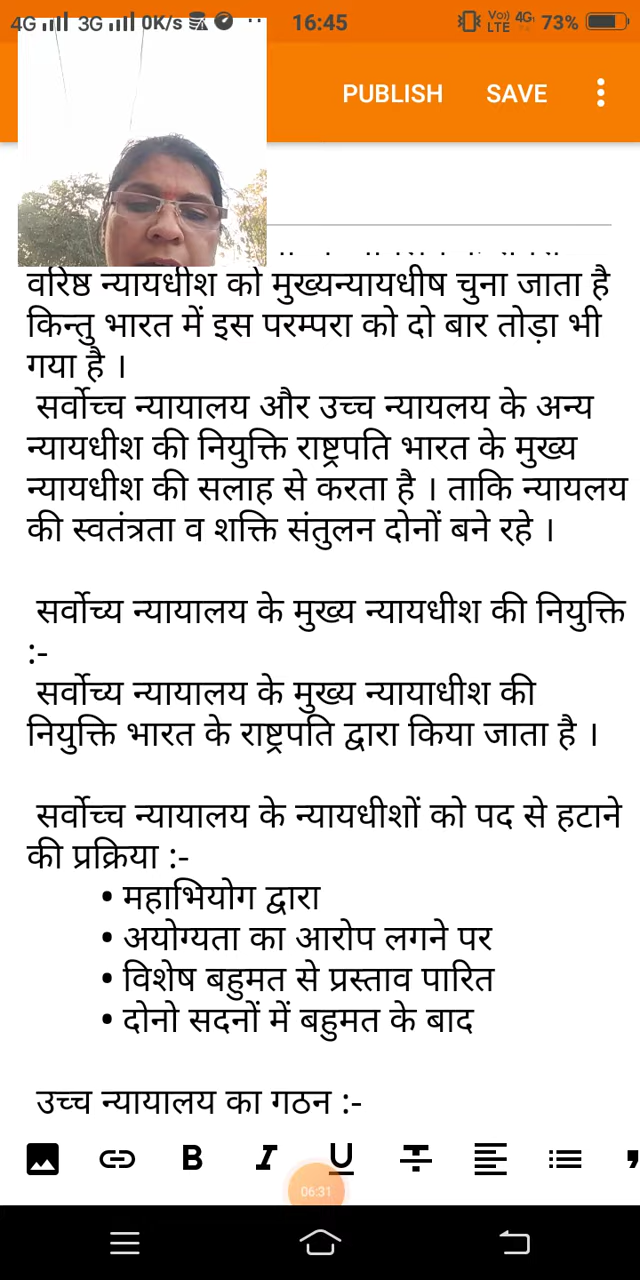 4G 3G 0K/s 16:45 Vo)) LTE 4G 73%
PUBLISH SAVE
वरिष्ठ न्यायधीश को मुख्यन्यायधीष चुना जाता है
किन्तु भारत में इस परम्परा को दो बार तोड़ा भी
गया है ।
सर्वोच्च न्यायालय और उच्च न्यायलय के अन्य
न्यायधीश की नियुक्ति राष्ट्रपति भारत के मुख्य
न्यायधीश की सलाह से करता है । ताकि न्यायलय
की स्वतंत्रता व शक्ति संतुलन दोनों बने रहे ।
सर्वोच्य न्यायालय के मुख्य न्यायधीश की नियुक्ति
:-
सर्वोच्य न्यायालय के मुख्य न्यायाधीश की
नियुक्ति भारत के राष्ट्रपति द्वारा किया जाता है ।
सर्वोच्च न्यायालय के न्यायधीशों को पद से हटाने
की प्रक्रिया :-
• महाभियोग द्वारा
• अयोग्यता का आरोप लगने पर
• विशेष बहुमत से प्रस्ताव पारित
• दोनो सदनों में बहुमत के बाद
उच्च न्यायालय का गठन :-
B I U
06:31